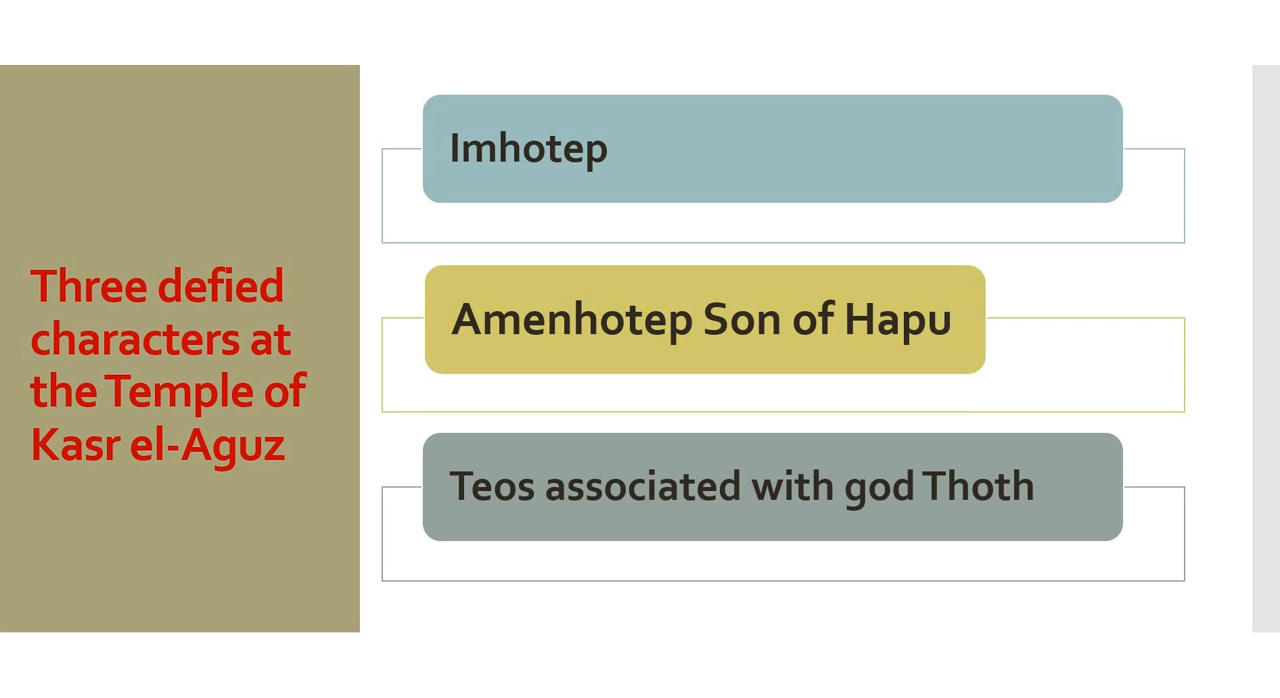 Three defied
characters at
the Temple of
Kasr el-Aguz
Imhotep
Amenhotep Son of Hapu
Teos associated with god Thoth